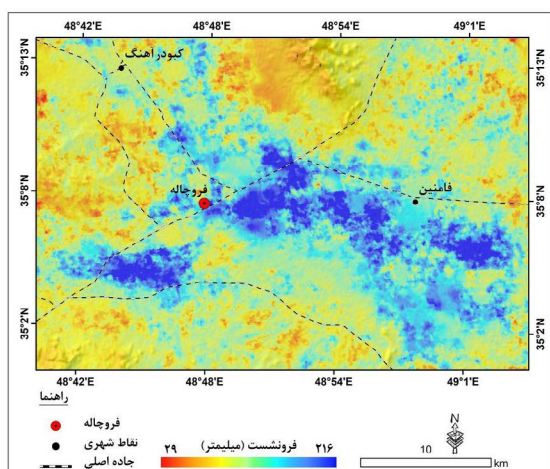 48°42'E 48°48'E 48°54'E 49°1'E
35°13'N 35°13'N
کبودرآهنگ
35°8'N 35°8'N
فروچاله
فامنین
35°2'N 35°2'N
48°42'E 48°48'E 48°54'E 49°1'E
راهنما
فروچاله
نقاط شهری
جاده اصلی
۲۹ فرونشست (میلیمتر) ۲۱۶
N
10
km